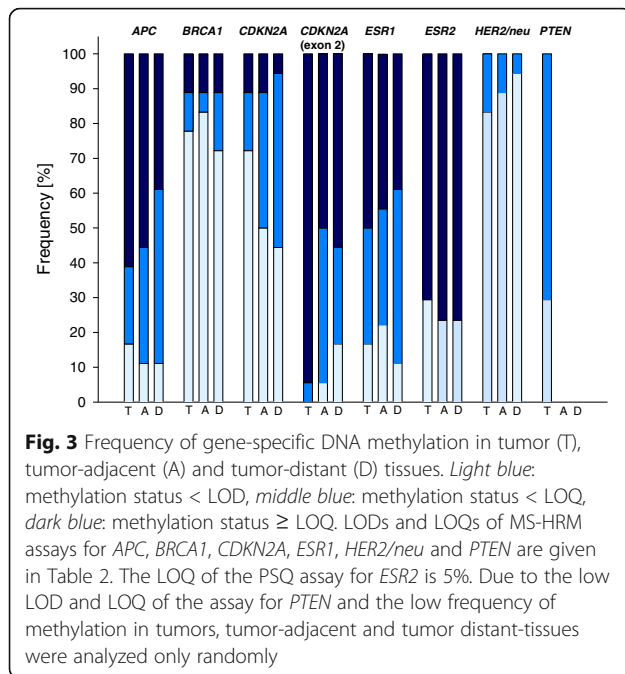 APC BRCA1 CDKN2A CDKN2A ESR1 ESR2 HER2/neu PTEN
(exon 2)
100
90
80
70
60
50
40
30
20
10
0
Frequency [%]
T A D T A D T A D T A D T A D T A D T A D T A D
Fig. 3 Frequency of gene-specific DNA methylation in tumor (T),
tumor-adjacent (A) and tumor-distant (D) tissues. Light blue:
methylation status < LOD, middle blue: methylation status < LOQ,
dark blue: methylation status ≥ LOQ. LODs and LOQs of MS-HRM
assays for APC, BRCA1, CDKN2A, ESR1, HER2/neu and PTEN are given
in Table 2. The LOQ of the PSQ assay for ESR2 is 5%. Due to the low
LOD and LOQ of the assay for PTEN and the low frequency of
methylation in tumors, tumor-adjacent and tumor distant-tissues
were analyzed only randomly